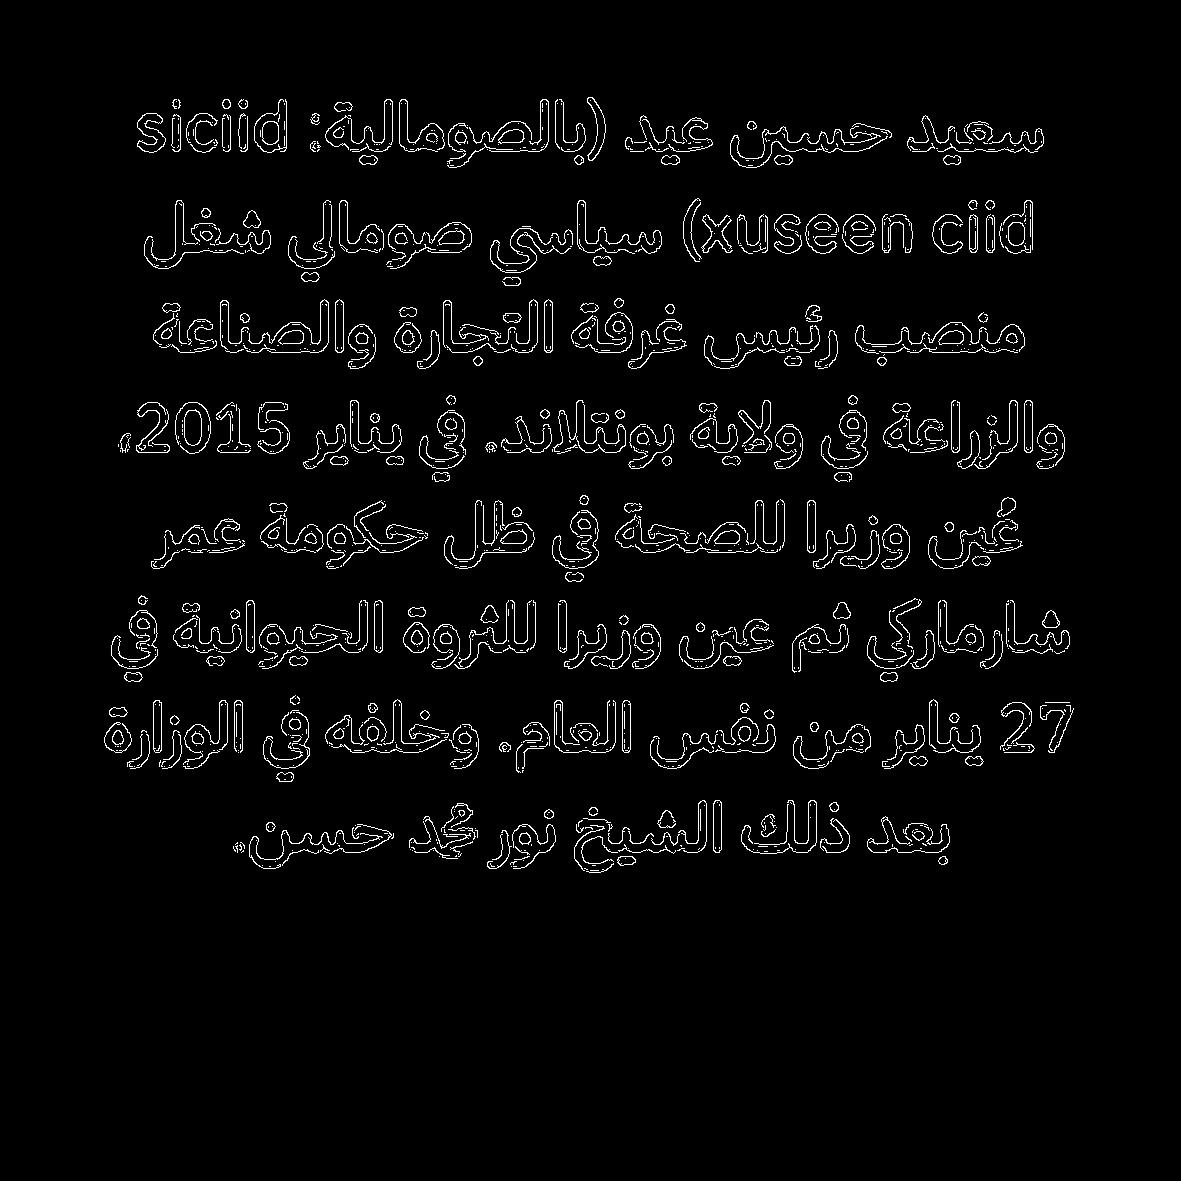 سعيد حسين عيد (بالصومالية: siciid
xuseen ciid) سياسي صومالي شغل
منصب رئيس غرفة التجارة والصناعة
والزراعة في ولاية بونتلاند. في يناير 2015،
عُين وزيرا للصحة في ظل حكومة عمر
شارماركي ثم عين وزيرا للثروة الحيوانية في
27 يناير من نفس العام. وخلفه في الوزارة
بعد ذلك الشيخ نور محمد حسن.